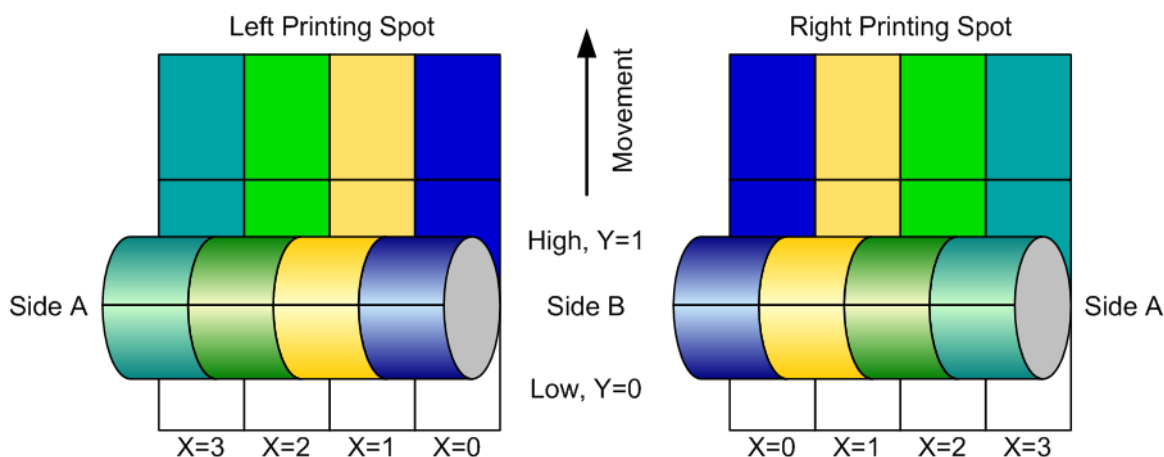 Left Printing Spot
Right Printing Spot
Movement
High, Y=1
Side A
Side B
Side A
Low, Y=0
X=3 X=2 X=1 X=0
X=0 X=1 X=2 X=3